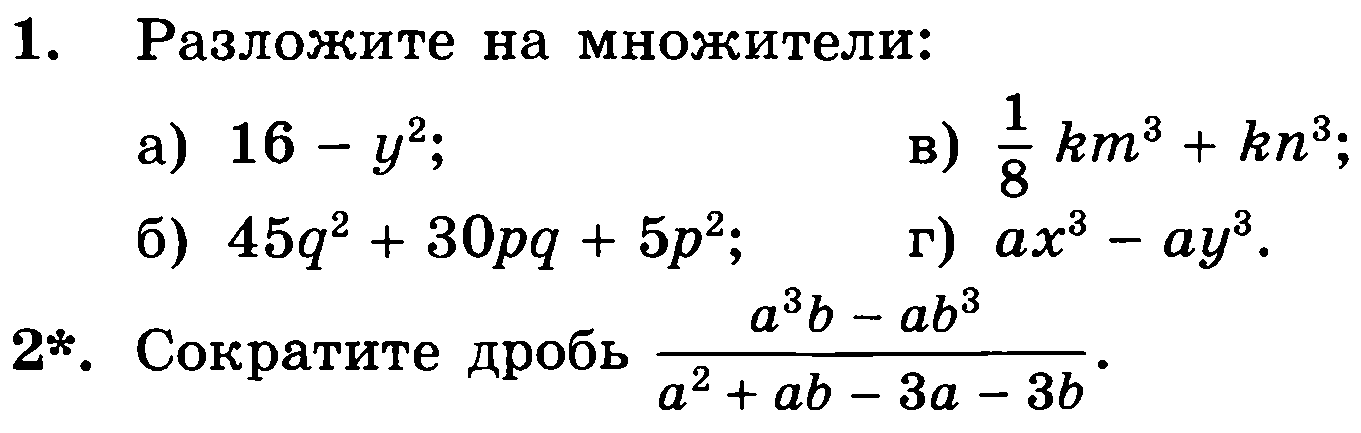 1. Разложите на множители:
а) 16 – y²; в) 1/8 km³ + kn³;
б) 45q² + 30pq + 5p²; г) ax³ – ay³.
2*. Сократите дробь (a³b – ab³)/(a² + ab – 3a – 3b).